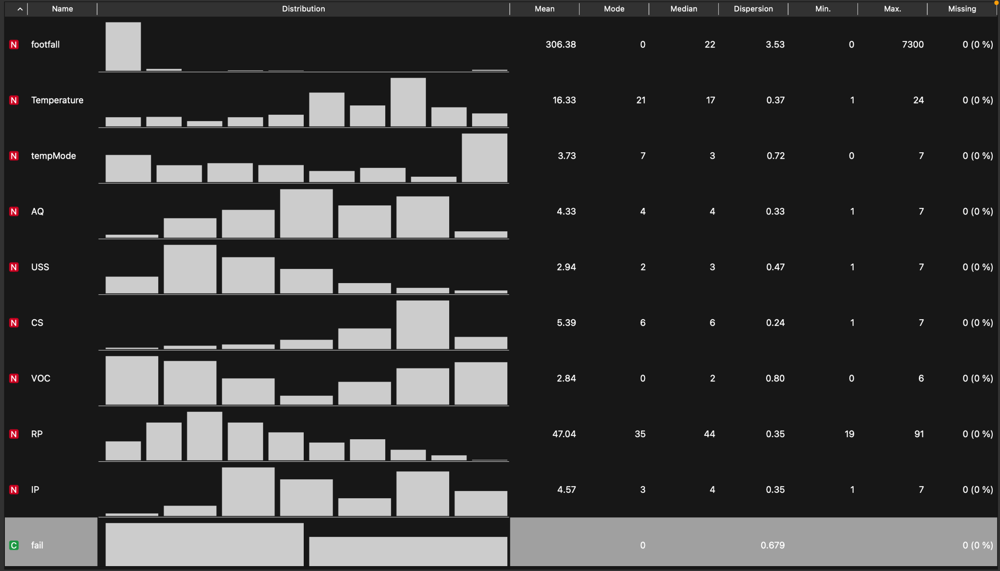 Name Distribution Mean Mode Median Dispersion Min. Max. Missing
N footfall 306.38 0 22 3.53 0 7300 0 (0 %)
N Temperature 16.33 21 17 0.37 1 24 0 (0 %)
N tempMode 3.73 7 3 0.72 0 7 0 (0 %)
N AQ 4.33 4 4 0.33 1 7 0 (0 %)
N USS 2.94 2 3 0.47 1 7 0 (0 %)
N CS 5.39 6 6 0.24 1 7 0 (0 %)
N VOC 2.84 0 2 0.80 0 6 0 (0 %)
N RP 47.04 35 44 0.35 19 91 0 (0 %)
N IP 4.57 3 4 0.35 1 7 0 (0 %)
C fail 0 0.679 0 (0 %)